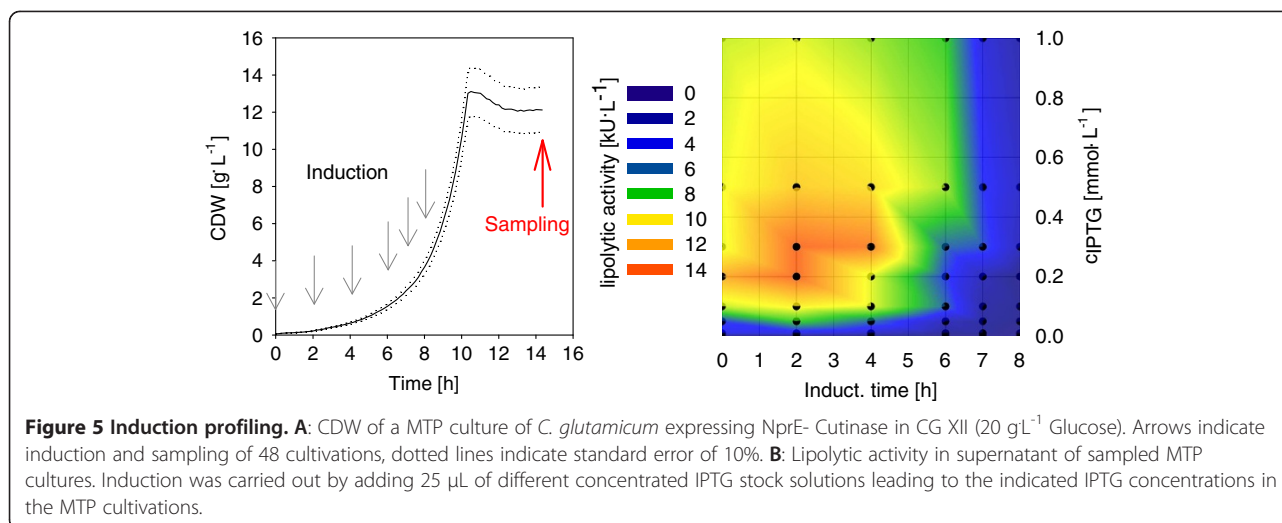 16
14
12
10
8
6
4
2
0
CDW [g·L-1]
Induction
Sampling
0 2 4 6 8 10 12 14 16
Time [h]
lipolytic activity [kU·L-1]
0
2
4
6
8
10
12
14
1.0
0.8
0.6
0.4
0.2
0.0
cIPTG [mmol·L-1]
0 1 2 3 4 5 6 7 8
Induct. time [h]
Figure 5 Induction profiling. A: CDW of a MTP culture of C. glutamicum expressing NprE- Cutinase in CG XII (20 g·L-1 Glucose). Arrows indicate
induction and sampling of 48 cultivations, dotted lines indicate standard error of 10%. B: Lipolytic activity in supernatant of sampled MTP
cultures. Induction was carried out by adding 25 μL of different concentrated IPTG stock solutions leading to the indicated IPTG concentrations in
the MTP cultivations.